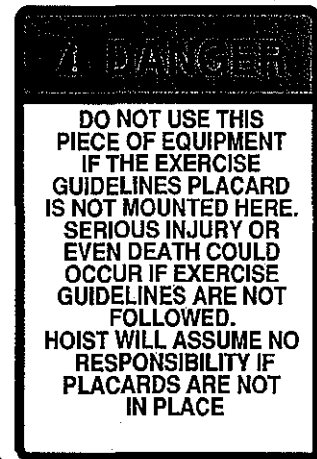 DANGER
DO NOT USE THIS
PIECE OF EQUIPMENT
IF THE EXERCISE
GUIDELINES PLACARD
IS NOT MOUNTED HERE.
SERIOUS INJURY OR
EVEN DEATH COULD
OCCUR IF EXERCISE
GUIDELINES ARE NOT
FOLLOWED.
HOIST WILL ASSUME NO
RESPONSIBILITY IF
PLACARDS ARE NOT
IN PLACE